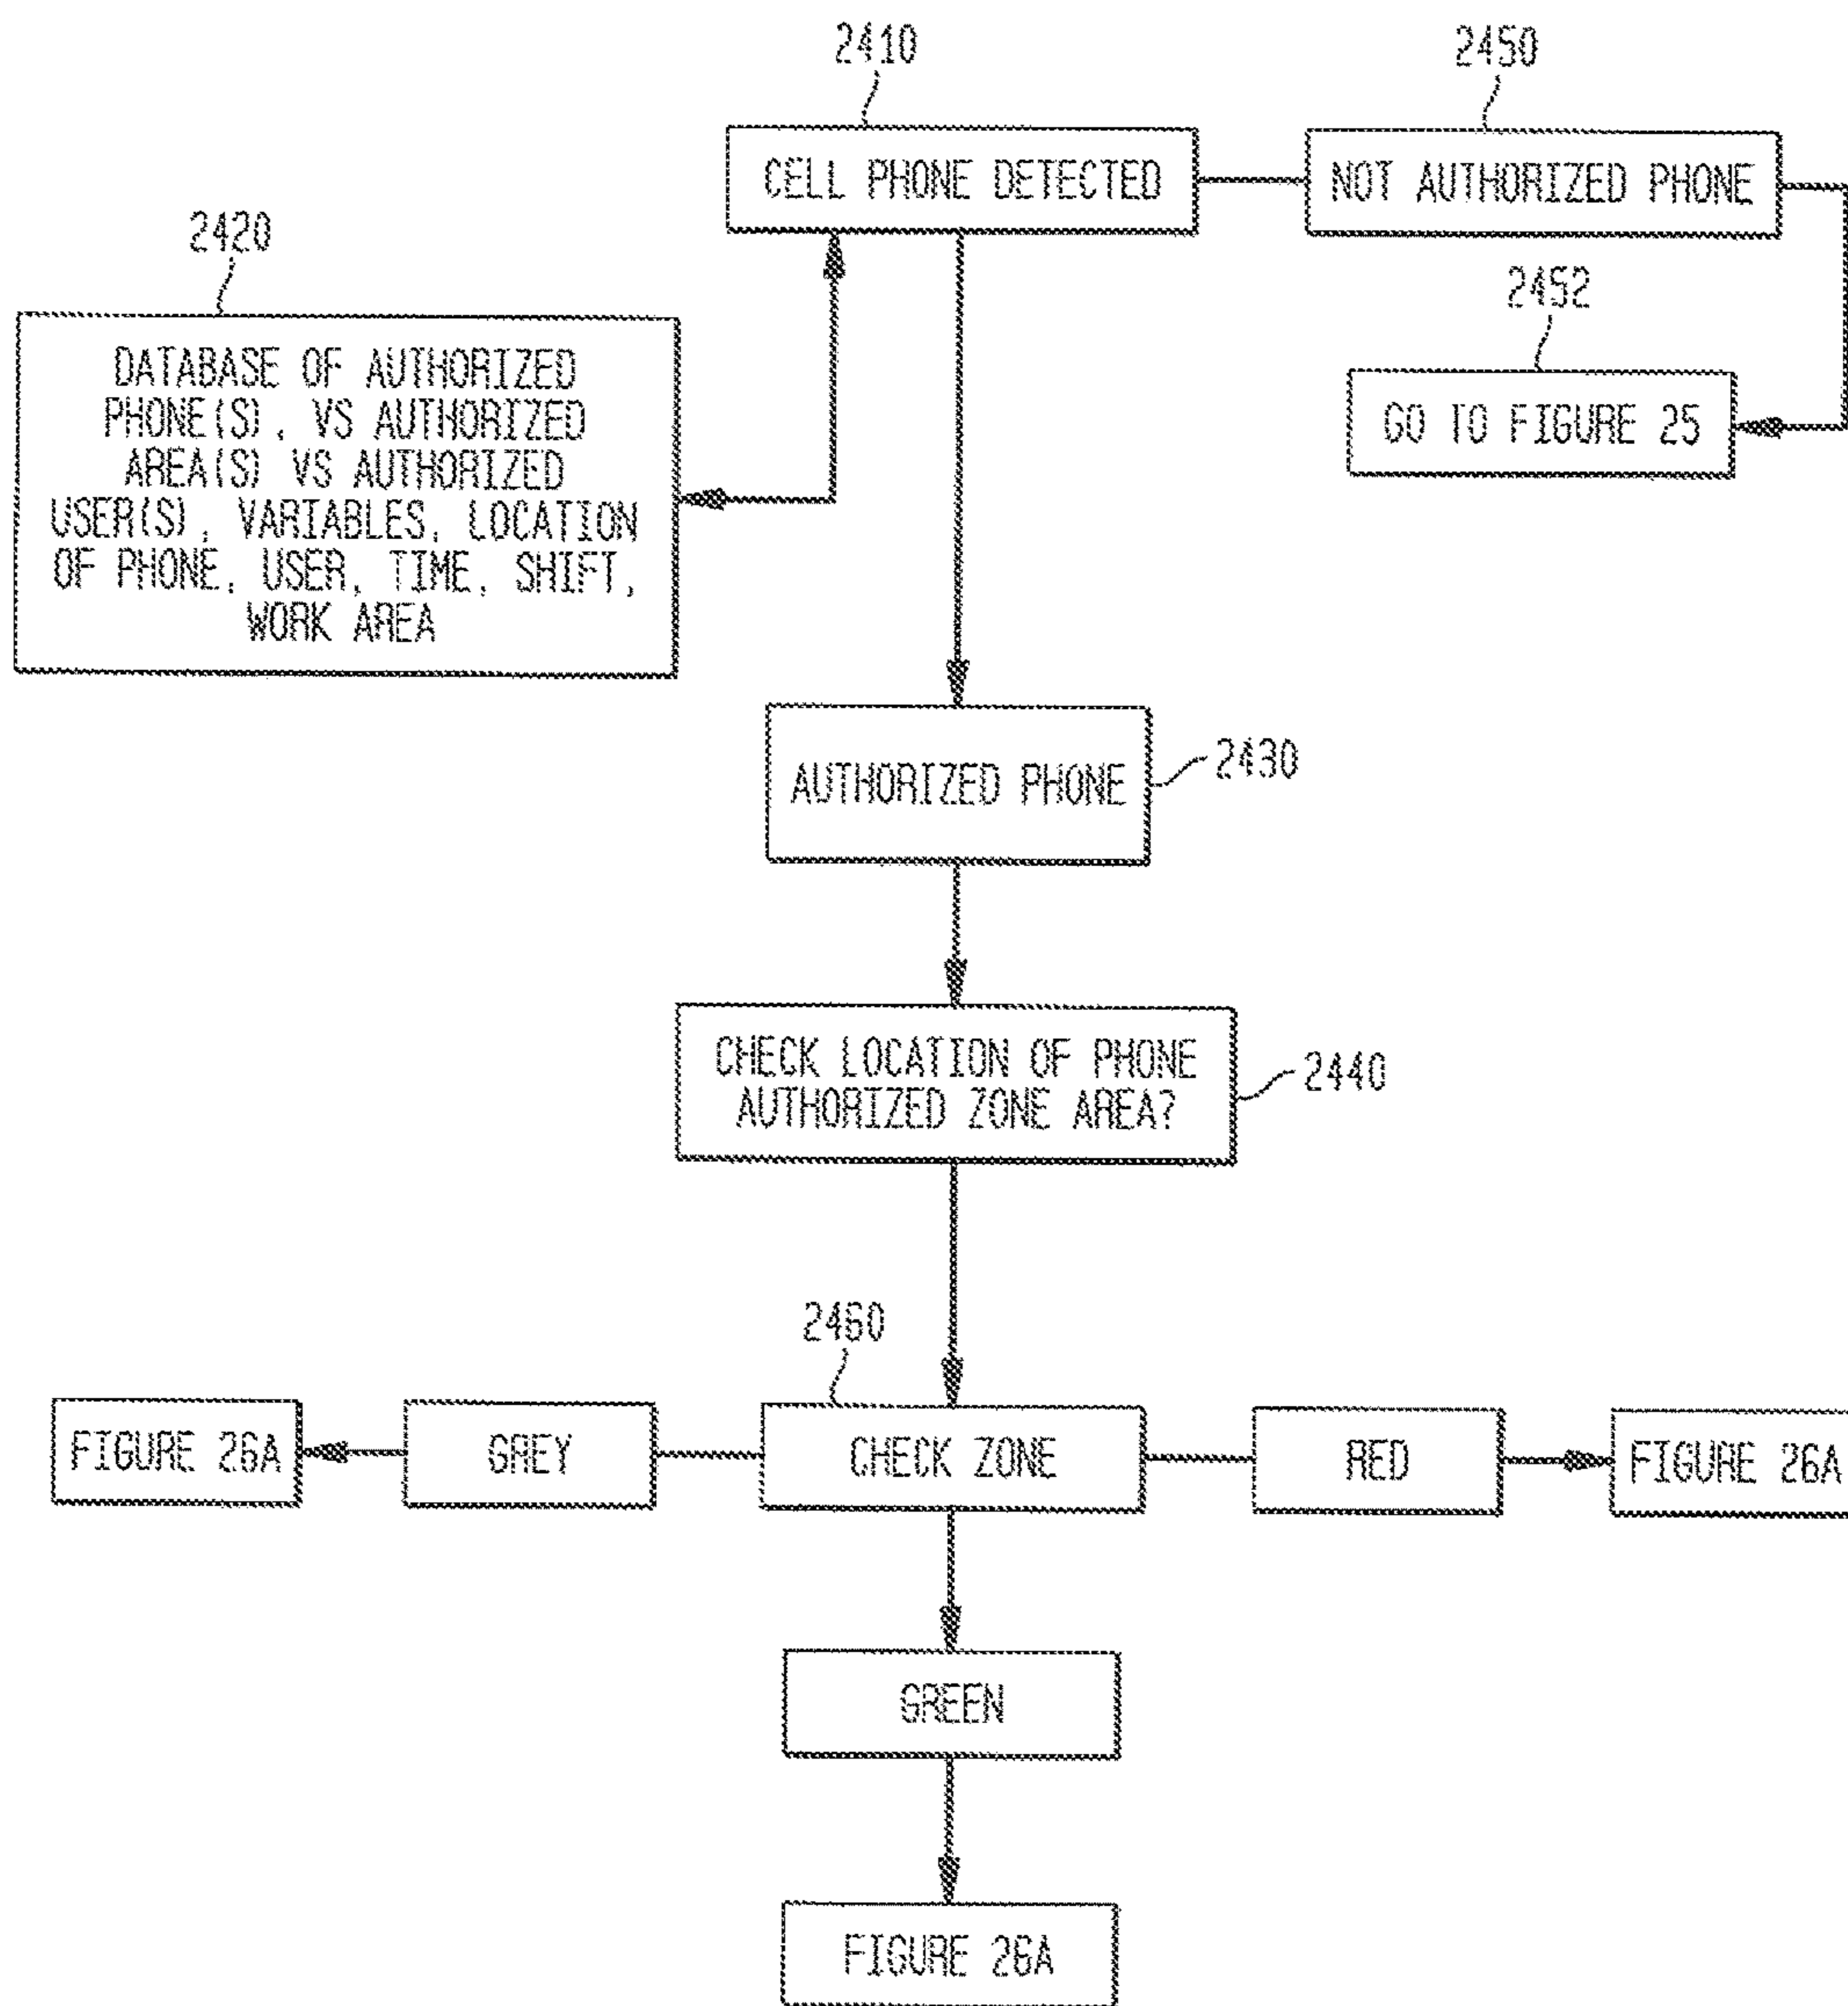 2410
2450
CELL PHONE DETECTED
NOT AUTHORIZED PHONE
2420
2452
DATABASE OF AUTHORIZED
PHONE(S), VS AUTHORIZED
AREA(S) VS AUTHORIZED
USER(S), VARIABLES, LOCATION
OF PHONE, USER, TIME, SHIFT,
WORK AREA
GO TO FIGURE 25
AUTHORIZED PHONE
2430
CHECK LOCATION OF PHONE
AUTHORIZED ZONE AREA?
2440
2460
FIGURE 26A
GREY
CHECK ZONE
RED
FIGURE 26A
GREEN
FIGURE 26A